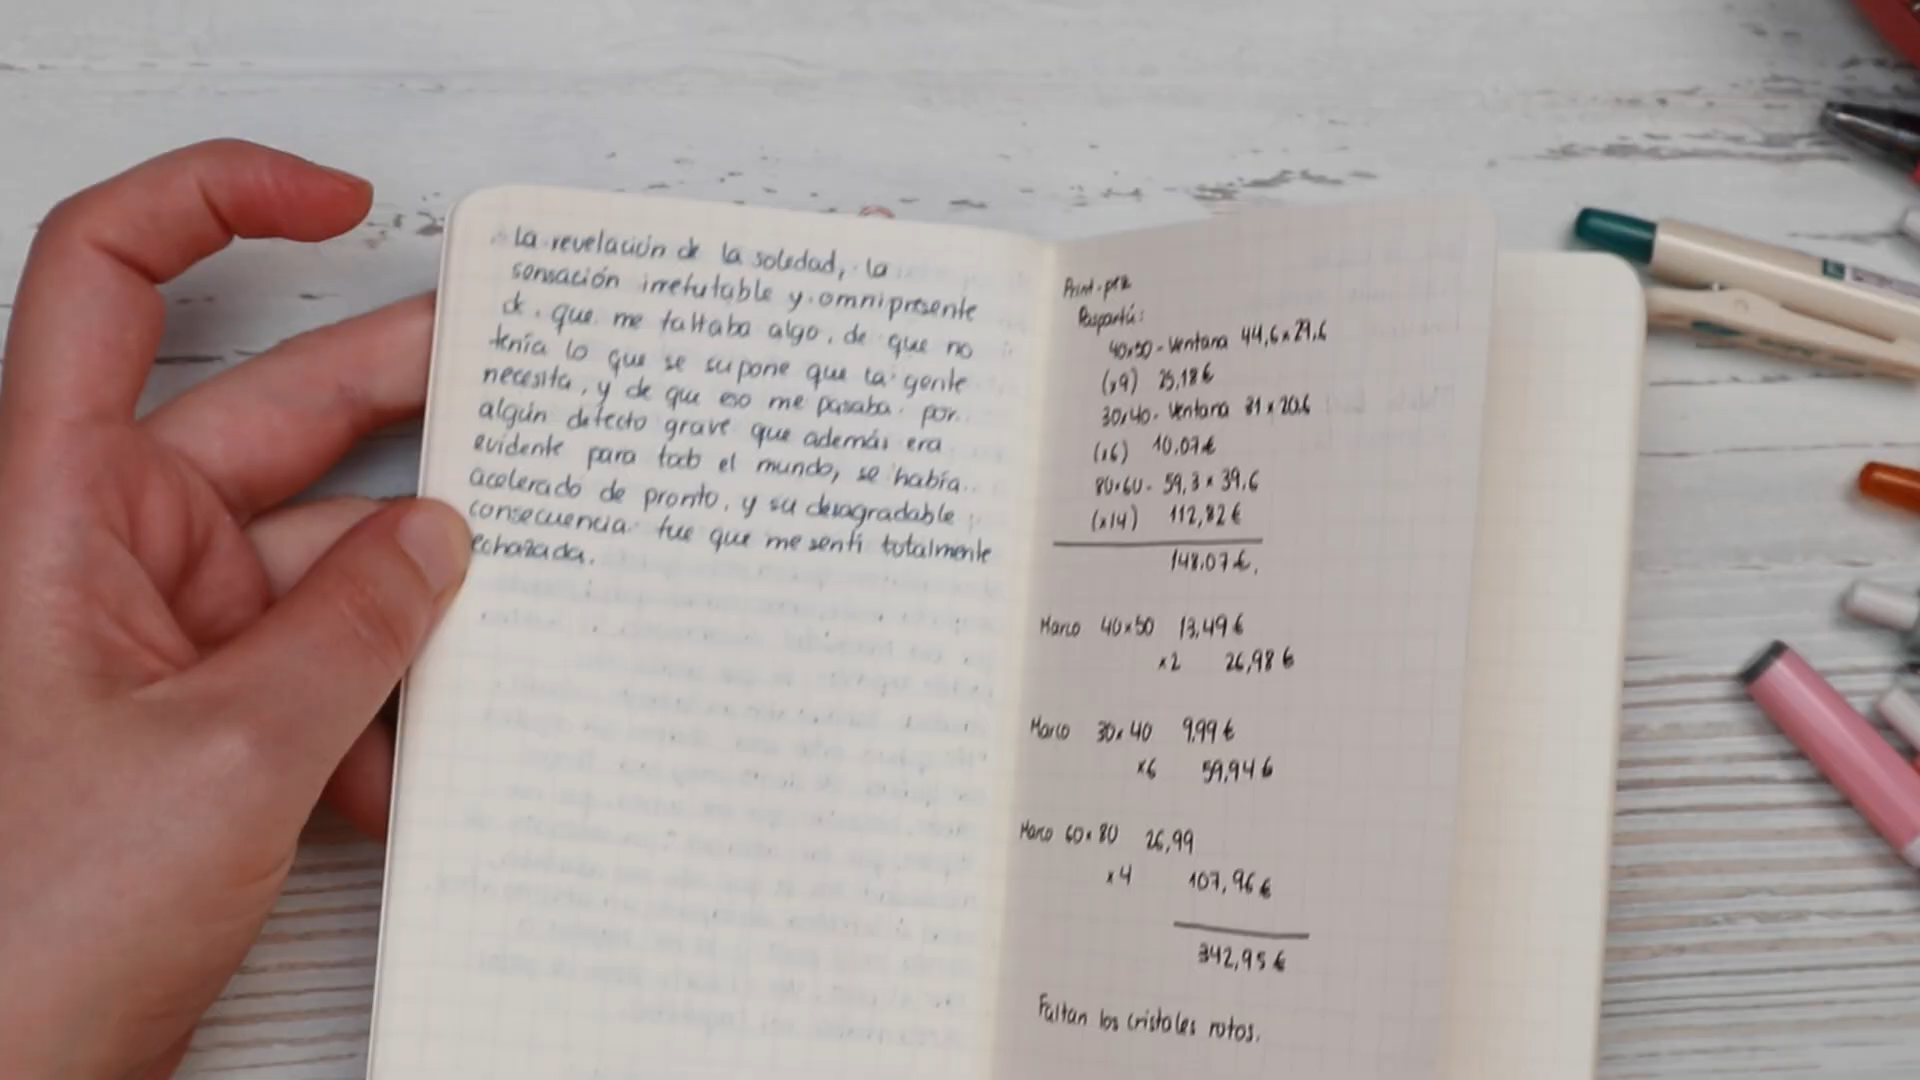 La revelación de la soledad, la
sensación irrefutable y omnipresente
de que me faltaba algo, de que no
tenía lo que se supone que la gente
necesita, y de que eso me pasaba por
algún defecto grave que además era
evidente para todo el mundo, se había
acelerado de pronto, y su desagradable
consecuencia fue que me sentí totalmente
echazada.
Paspartú:
40x50 - Ventana 44,6 x 29,6
(x9) 25,18€
30x40 - Ventana 31 x 20,6
(x6) 10,07€
80x60 - 59,3 x 39,6
(x14) 112,82€
148,07€.
Marco 40x50 13,49€
x2 26,98€
Marco 30x40 9,99€
x6 59,94€
Marco 60x80 26,99
x4 107,96€
342,95€
Faltan los cristales rotos.